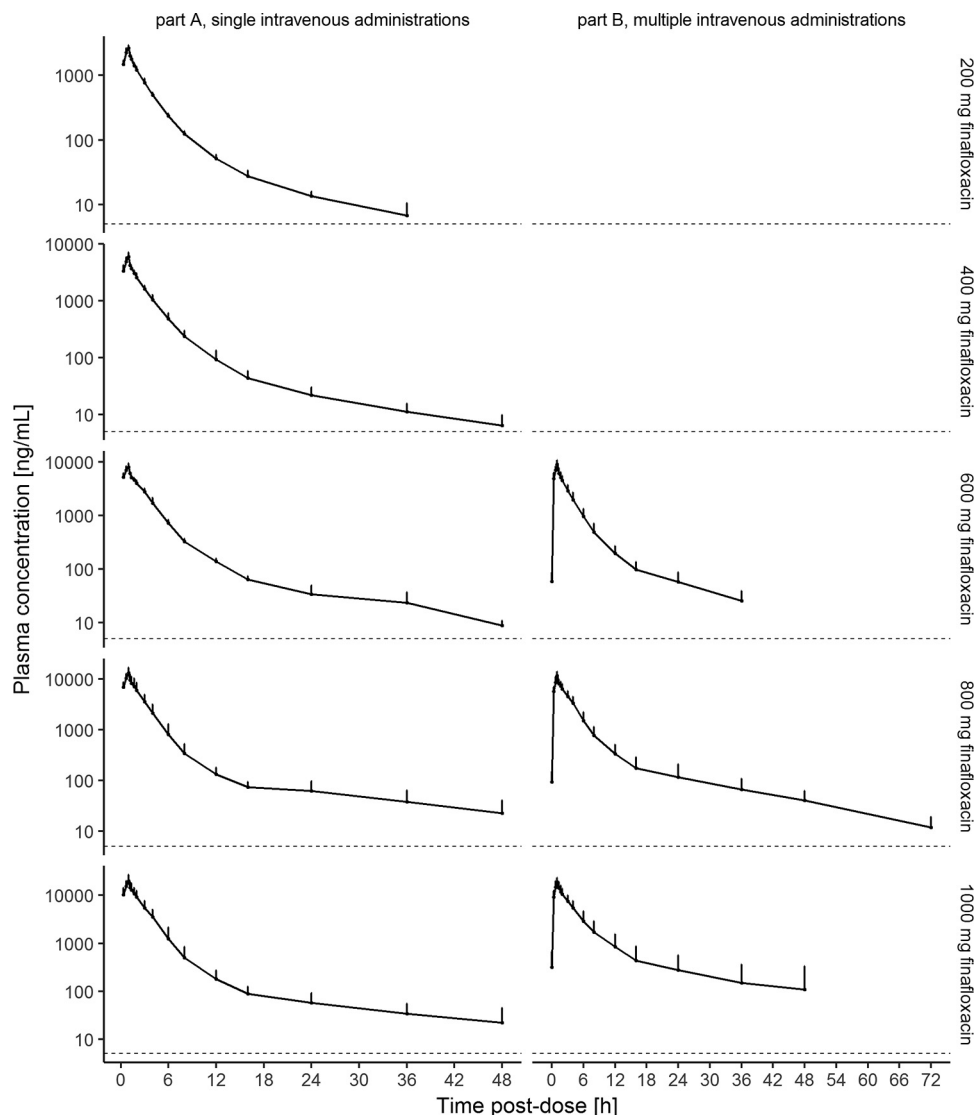 part A, single intravenous administrations
part B, multiple intravenous administrations
1000
100
10
200 mg finafloxacin
10000
1000
100
10
400 mg finafloxacin
10000
1000
100
10
600 mg finafloxacin
10000
1000
100
10
800 mg finafloxacin
10000
1000
100
10
1000 mg finafloxacin
Plasma concentration [ng/mL]
0 6 12 18 24 30 36 42 48
0 6 12 18 24 30 36 42 48 54 60 66 72
Time post-dose [h]